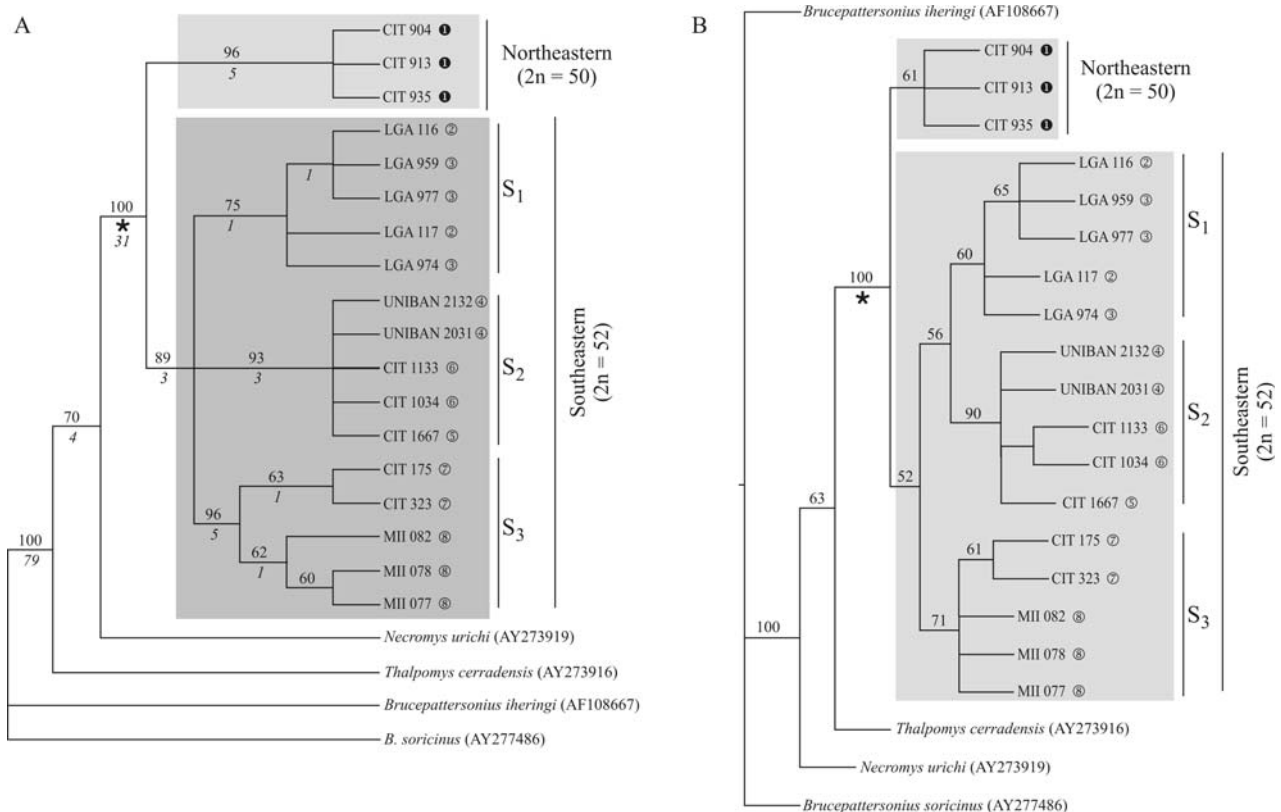 A
CIT 904 ❶
96
5
CIT 913 ❶
CIT 935 ❶
Northeastern
(2n = 50)
LGA 116 ②
LGA 959 ③
1
LGA 977 ③
75
1
LGA 117 ②
LGA 974 ③
S1
100
*
31
UNIBAN 2132 ④
UNIBAN 2031 ④
89
3
93
3
CIT 1133 ⑥
CIT 1034 ⑥
CIT 1667 ⑤
S2
Southeastern
(2n = 52)
70
4
CIT 175 ⑦
63
1
CIT 323 ⑦
96
5
MII 082 ⑧
62
1
MII 078 ⑧
60
MII 077 ⑧
S3
100
79
Necromys urichi (AY273919)
Thalpomys cerradensis (AY273916)
Brucepattersonius iheringi (AF108667)
B. soricinus (AY277486)
B
Brucepattersonius iheringi (AF108667)
CIT 904 ❶
61
CIT 913 ❶
CIT 935 ❶
Northeastern
(2n = 50)
LGA 116 ②
65
LGA 959 ③
LGA 977 ③
60
LGA 117 ②
LGA 974 ③
S1
100
*
56
UNIBAN 2132 ④
UNIBAN 2031 ④
90
CIT 1133 ⑥
CIT 1034 ⑥
CIT 1667 ⑤
S2
Southeastern
(2n = 52)
52
63
CIT 175 ⑦
61
CIT 323 ⑦
71
MII 082 ⑧
MII 078 ⑧
MII 077 ⑧
S3
100
Thalpomys cerradensis (AY273916)
Necromys urichi (AY273919)
Brucepattersonius soricinus (AY277486)